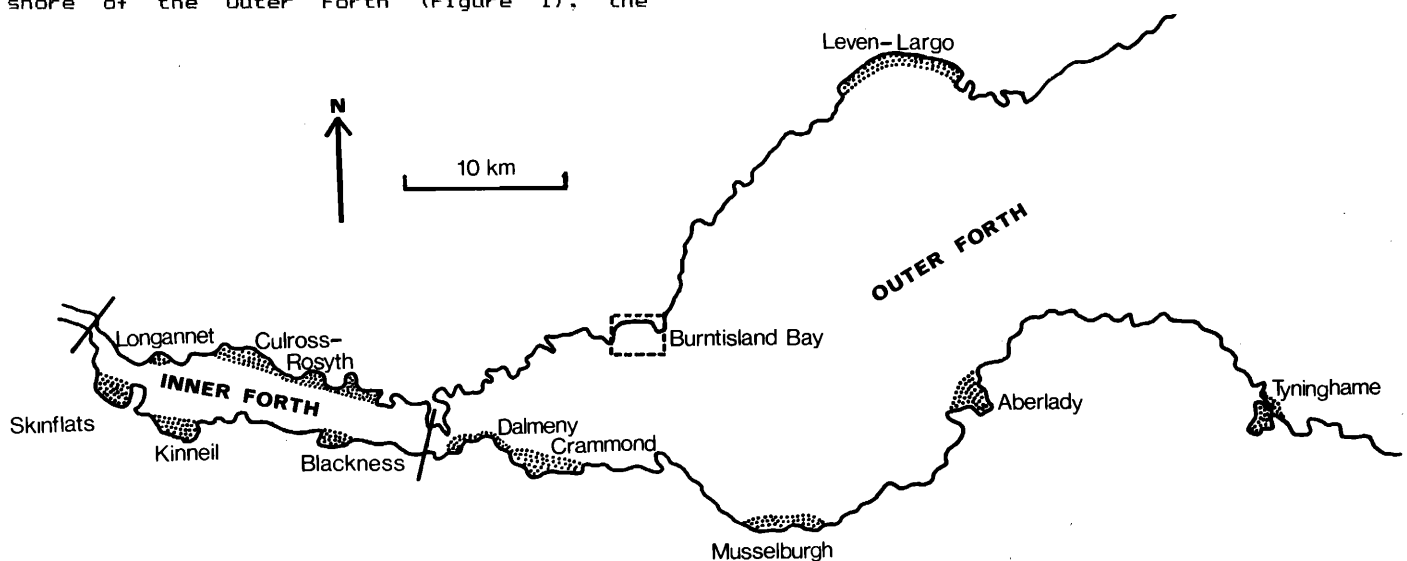 shore of the Outer Forth (Figure 1), the
Leven-Largo
N
10 km
OUTER FORTH
Longannet
Culross-
Rosyth
Burntisland Bay
INNER FORTH
Skinflats
Kinneil
Blackness
Dalmeny
Crammond
Aberlady
Tyninghame
Musselburgh